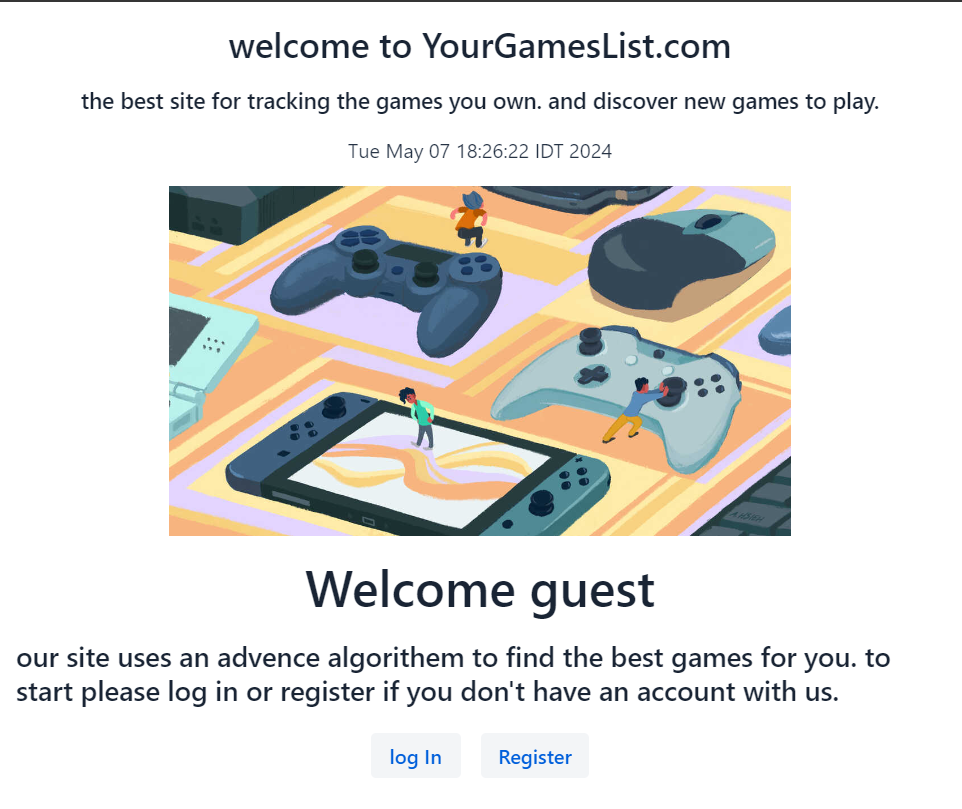 welcome to YourGamesList.com
the best site for tracking the games you own. and discover new games to play.
Tue May 07 18:26:22 IDT 2024
Welcome guest
our site uses an advence algorithem to find the best games for you. to
start please log in or register if you don't have an account with us.
log In
Register